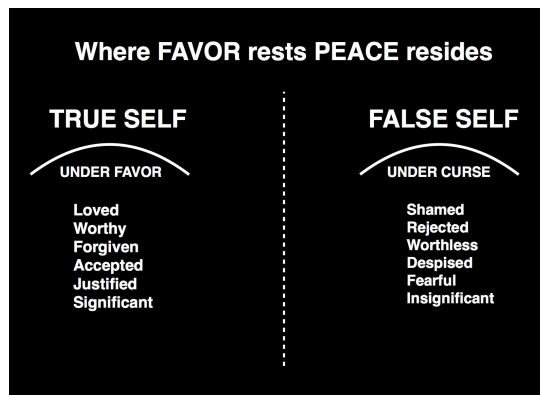 Where FAVOR rests PEACE resides
TRUE SELF
UNDER FAVOR
Loved
Worthy
Forgiven
Accepted
Justified
Significant
FALSE SELF
UNDER CURSE
Shamed
Rejected
Worthless
Despised
Fearful
Insignificant